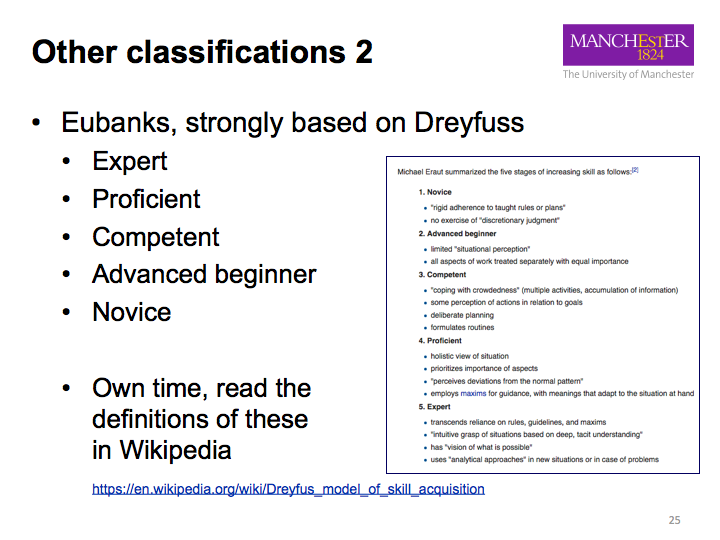 Other classifications 2
MANCHESTER
1824
The University of Manchester
• Eubanks, strongly based on Dreyfuss
• Expert
• Proficient
• Competent
• Advanced beginner
• Novice
• Own time, read the
definitions of these
in Wikipedia
https://en.wikipedia.org/wiki/Dreyfus_model_of_skill_acquisition
Michael Eraut summarized the five stages of increasing skill as follows:[2]
1. Novice
• "rigid adherence to taught rules or plans"
• no exercise of "discretionary judgment"
2. Advanced beginner
• limited "situational perception"
• all aspects of work treated separately with equal importance
3. Competent
• "coping with crowdedness" (multiple activities, accumulation of information)
• some perception of actions in relation to goals
• deliberate planning
• formulates routines
4. Proficient
• holistic view of situation
• prioritizes importance of aspects
• "perceives deviations from the normal pattern"
• employs maxims for guidance, with meanings that adapt to the situation at hand
5. Expert
• transcends reliance on rules, guidelines, and maxims
• "intuitive grasp of situations based on deep, tacit understanding"
• has "vision of what is possible"
• uses "analytical approaches" in new situations or in case of problems
25